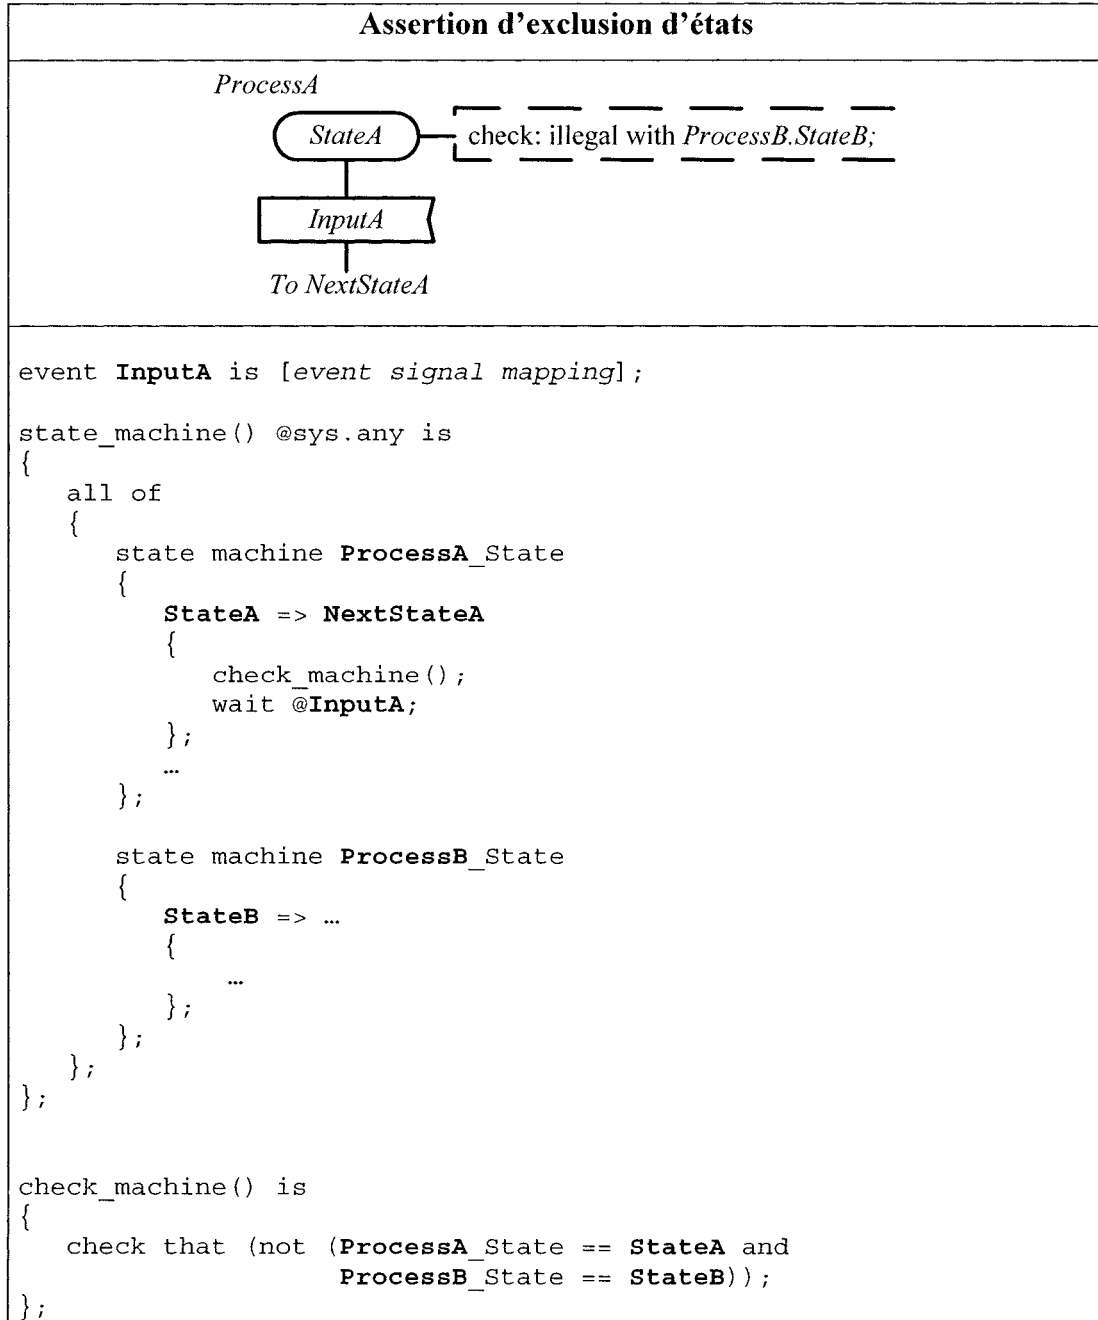 Assertion d'exclusion d'états
ProcessA
StateA
check: illegal with ProcessB.StateB;
InputA
To NextStateA
event InputA is [event signal mapping];
state_machine() @sys.any is
{
all of
{
state machine ProcessA_State
{
StateA => NextStateA
{
check_machine();
wait @InputA;
};
…
};
state machine ProcessB_State
{
StateB => …
{
…
};
};
};
};
check_machine() is
{
check that (not (ProcessA_State == StateA and
ProcessB_State == StateB));
};